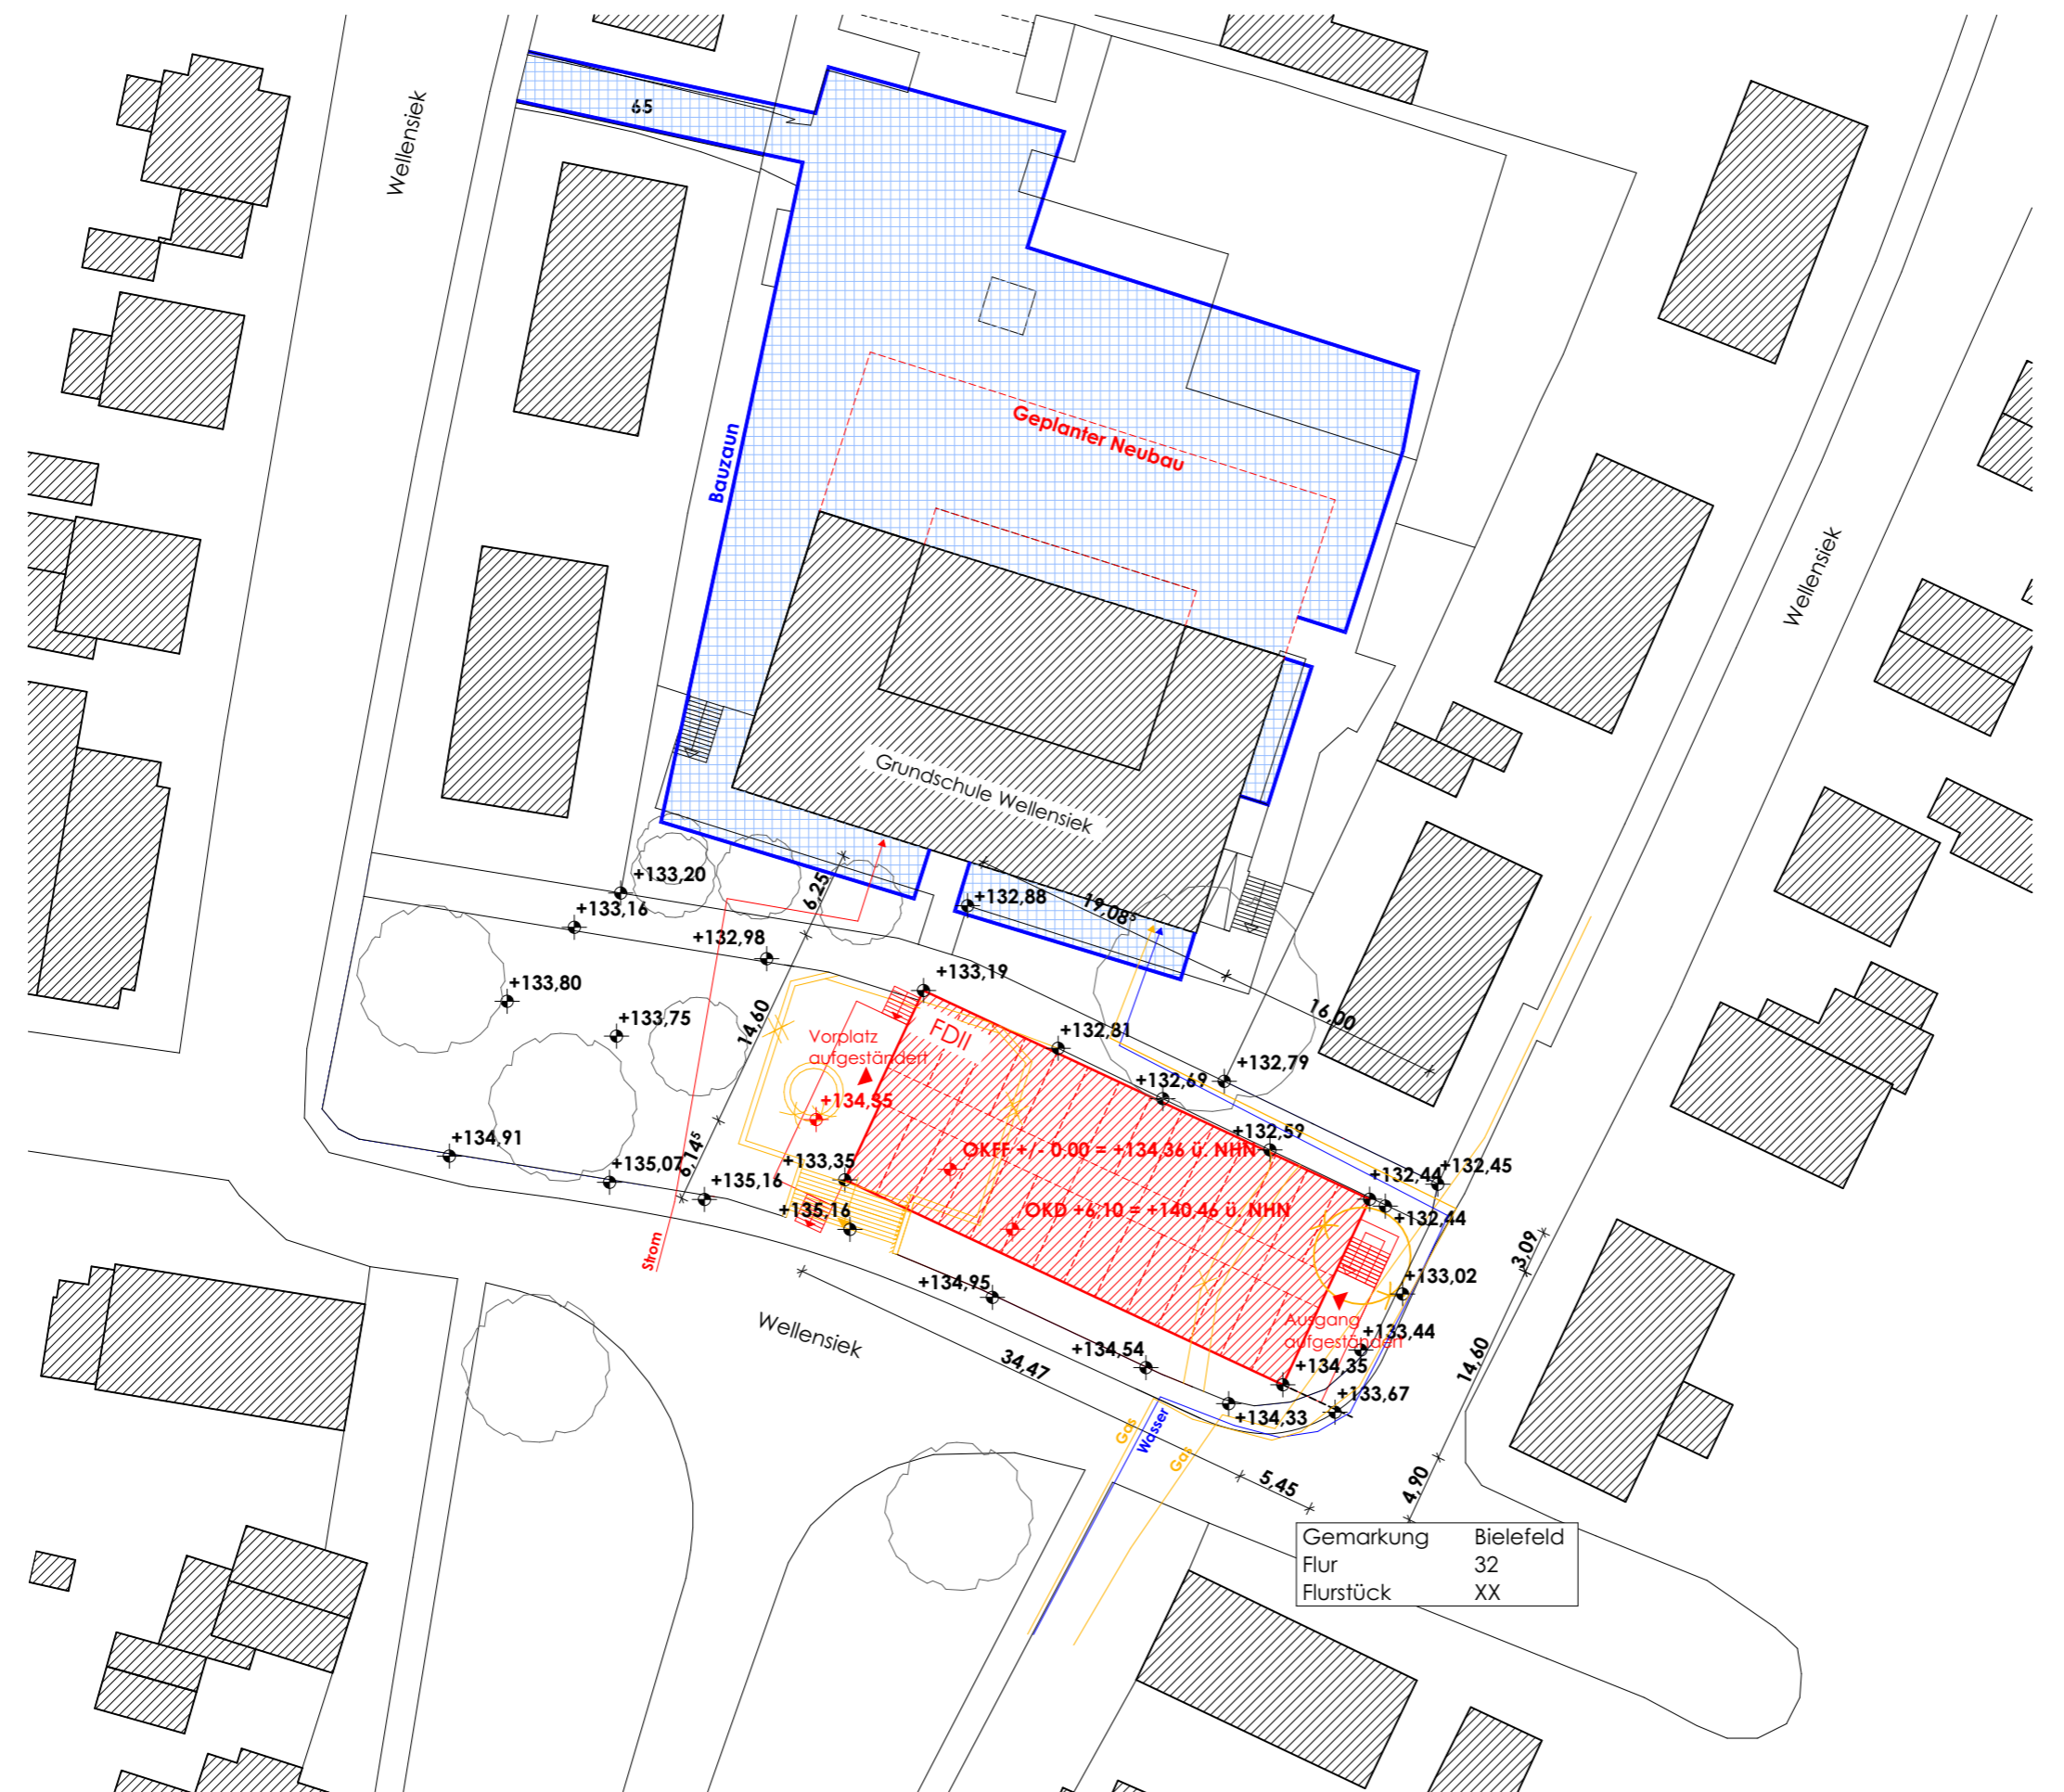 65
Wellensiek
Bauzaun
Geplanter Neubau
Wellensiek
Grundschule Wellensiek
+133,20
6,25
+132,88
19,08⁵
+133,16
+132,98
+133,19
+133,80
+133,75
14,60
Vorplatz
aufgeständert
FDII
+132,81
16,00
+132,79
+132,69
+134,35
+132,59
+134,91
+135,07
6,14⁵
+133,35
OKFF +/- 0.00 = +134,36 ü. NHN
+132,44
+132,45
+135,16
+135,16
OKD +6,10 = +140,46 ü. NHN
+132,44
Strom
3,09
+134,95
+133,02
Wellensiek
Ausgang
aufgeständert
+133,44
34,47
+134,54
+134,35
14,60
+133,67
+134,33
Gas
Wasser
Gas
5,45
4,90
Gemarkung Bielefeld
Flur 32
Flurstück XX